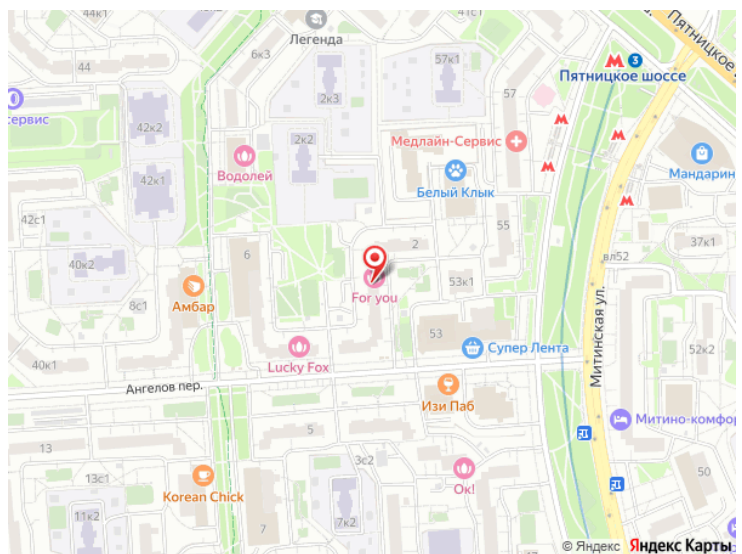 41с1
44
6к3
Легенда
57к1
3
Пятницкое шоссе
Пятницкое
2к3
57
42к2
сервис
2к2
Медлайн-Сервис
Водолей
Белый Клык
Мандарин
42к1
42с1
55
37к1
40к2
6
2
вл52
8с1
Амбар
For you
53к1
Митинская ул.
53
Супер Лента
40к1
Lucky Fox
52к2
Ангелов пер.
Изи Паб
Митино-комфор
13
5
3с2
13с1
Korean Chick
Ок!
50
11к2
7
7к2
© Яндекс Яндекс Карты